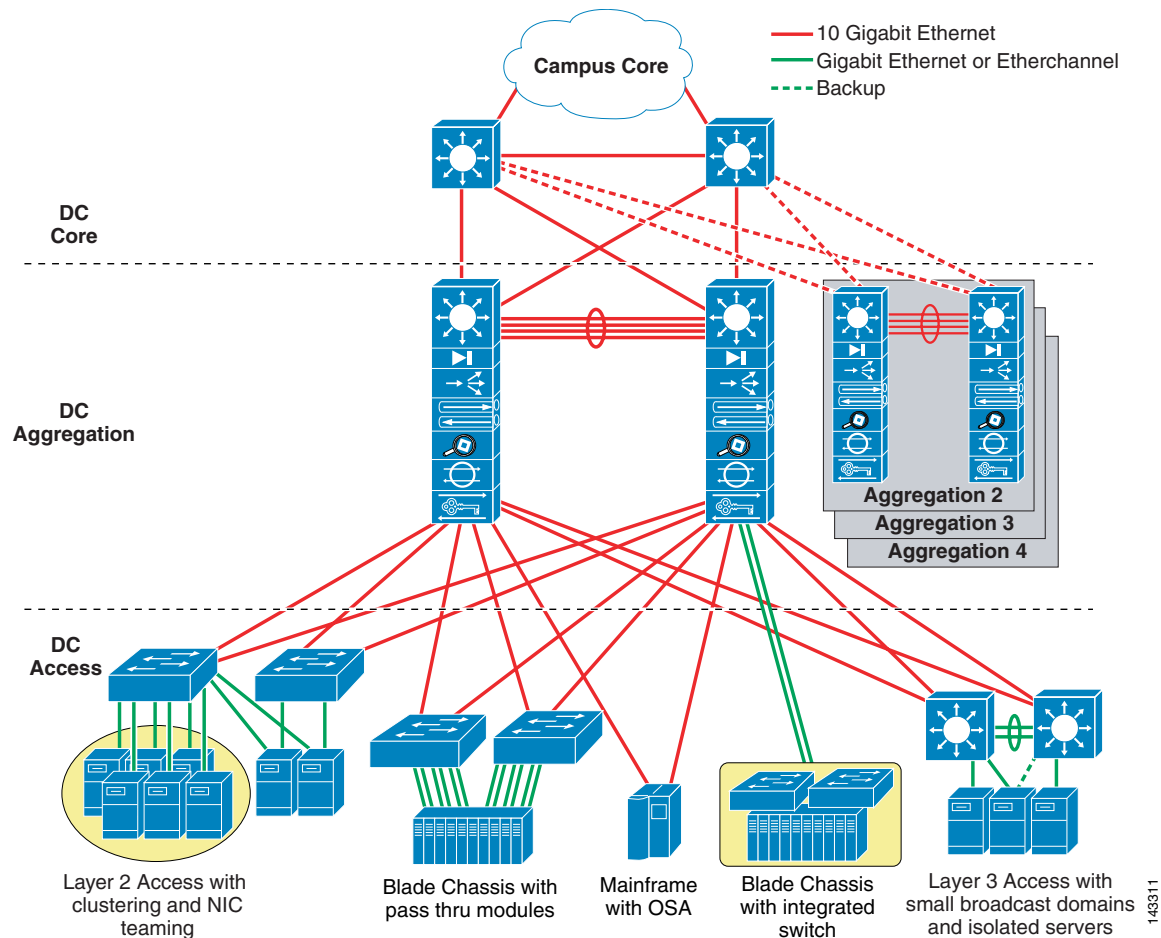 Campus Core
10 Gigabit Ethernet
Gigabit Ethernet or Etherchannel
Backup
DC
Core
DC
Aggregation
Aggregation 2
Aggregation 3
Aggregation 4
DC
Access
Layer 2 Access with
clustering and NIC
teaming
Blade Chassis with
pass thru modules
Mainframe
with OSA
Blade Chassis
with integrated
switch
Layer 3 Access with
small broadcast domains
and isolated servers
143311